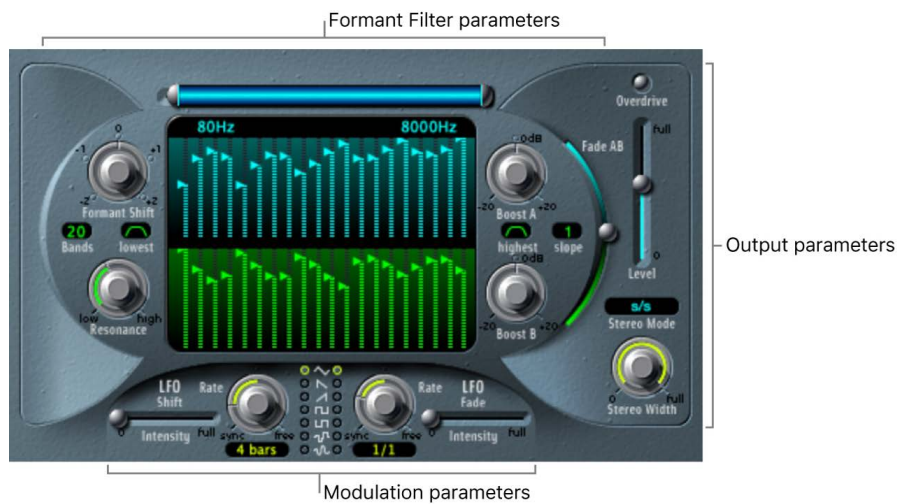 Formant Filter parameters
Overdrive
full
80Hz 8000Hz
0dB
Fade AB
0
-1 +1
-2 +2
Formant Shift
-20 +20
Boost A
20
Bands
lowest
highest
1
slope
Output parameters
0dB
0
Level
low high
Resonance
-20 +20
Boost B
s/s
Stereo Mode
LFO
Shift
Rate
Rate
LFO
Fade
0 full
Stereo Width
0 full
Intensity
sync free
4 bars
sync free
1/1
0 full
Intensity
Modulation parameters